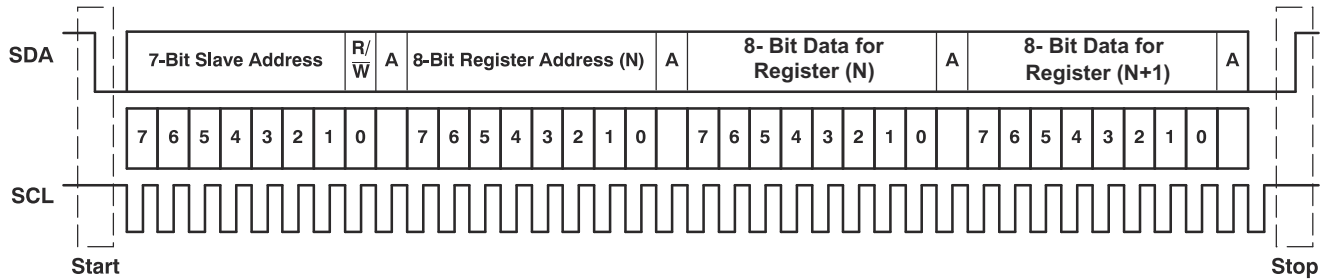 SDA
7-Bit Slave Address
R/
W
A
8-Bit Register Address (N)
A
8- Bit Data for
Register (N)
A
8- Bit Data for
Register (N+1)
A
7 6 5 4 3 2 1 0 7 6 5 4 3 2 1 0 7 6 5 4 3 2 1 0 7 6 5 4 3 2 1 0
SCL
Start
Stop